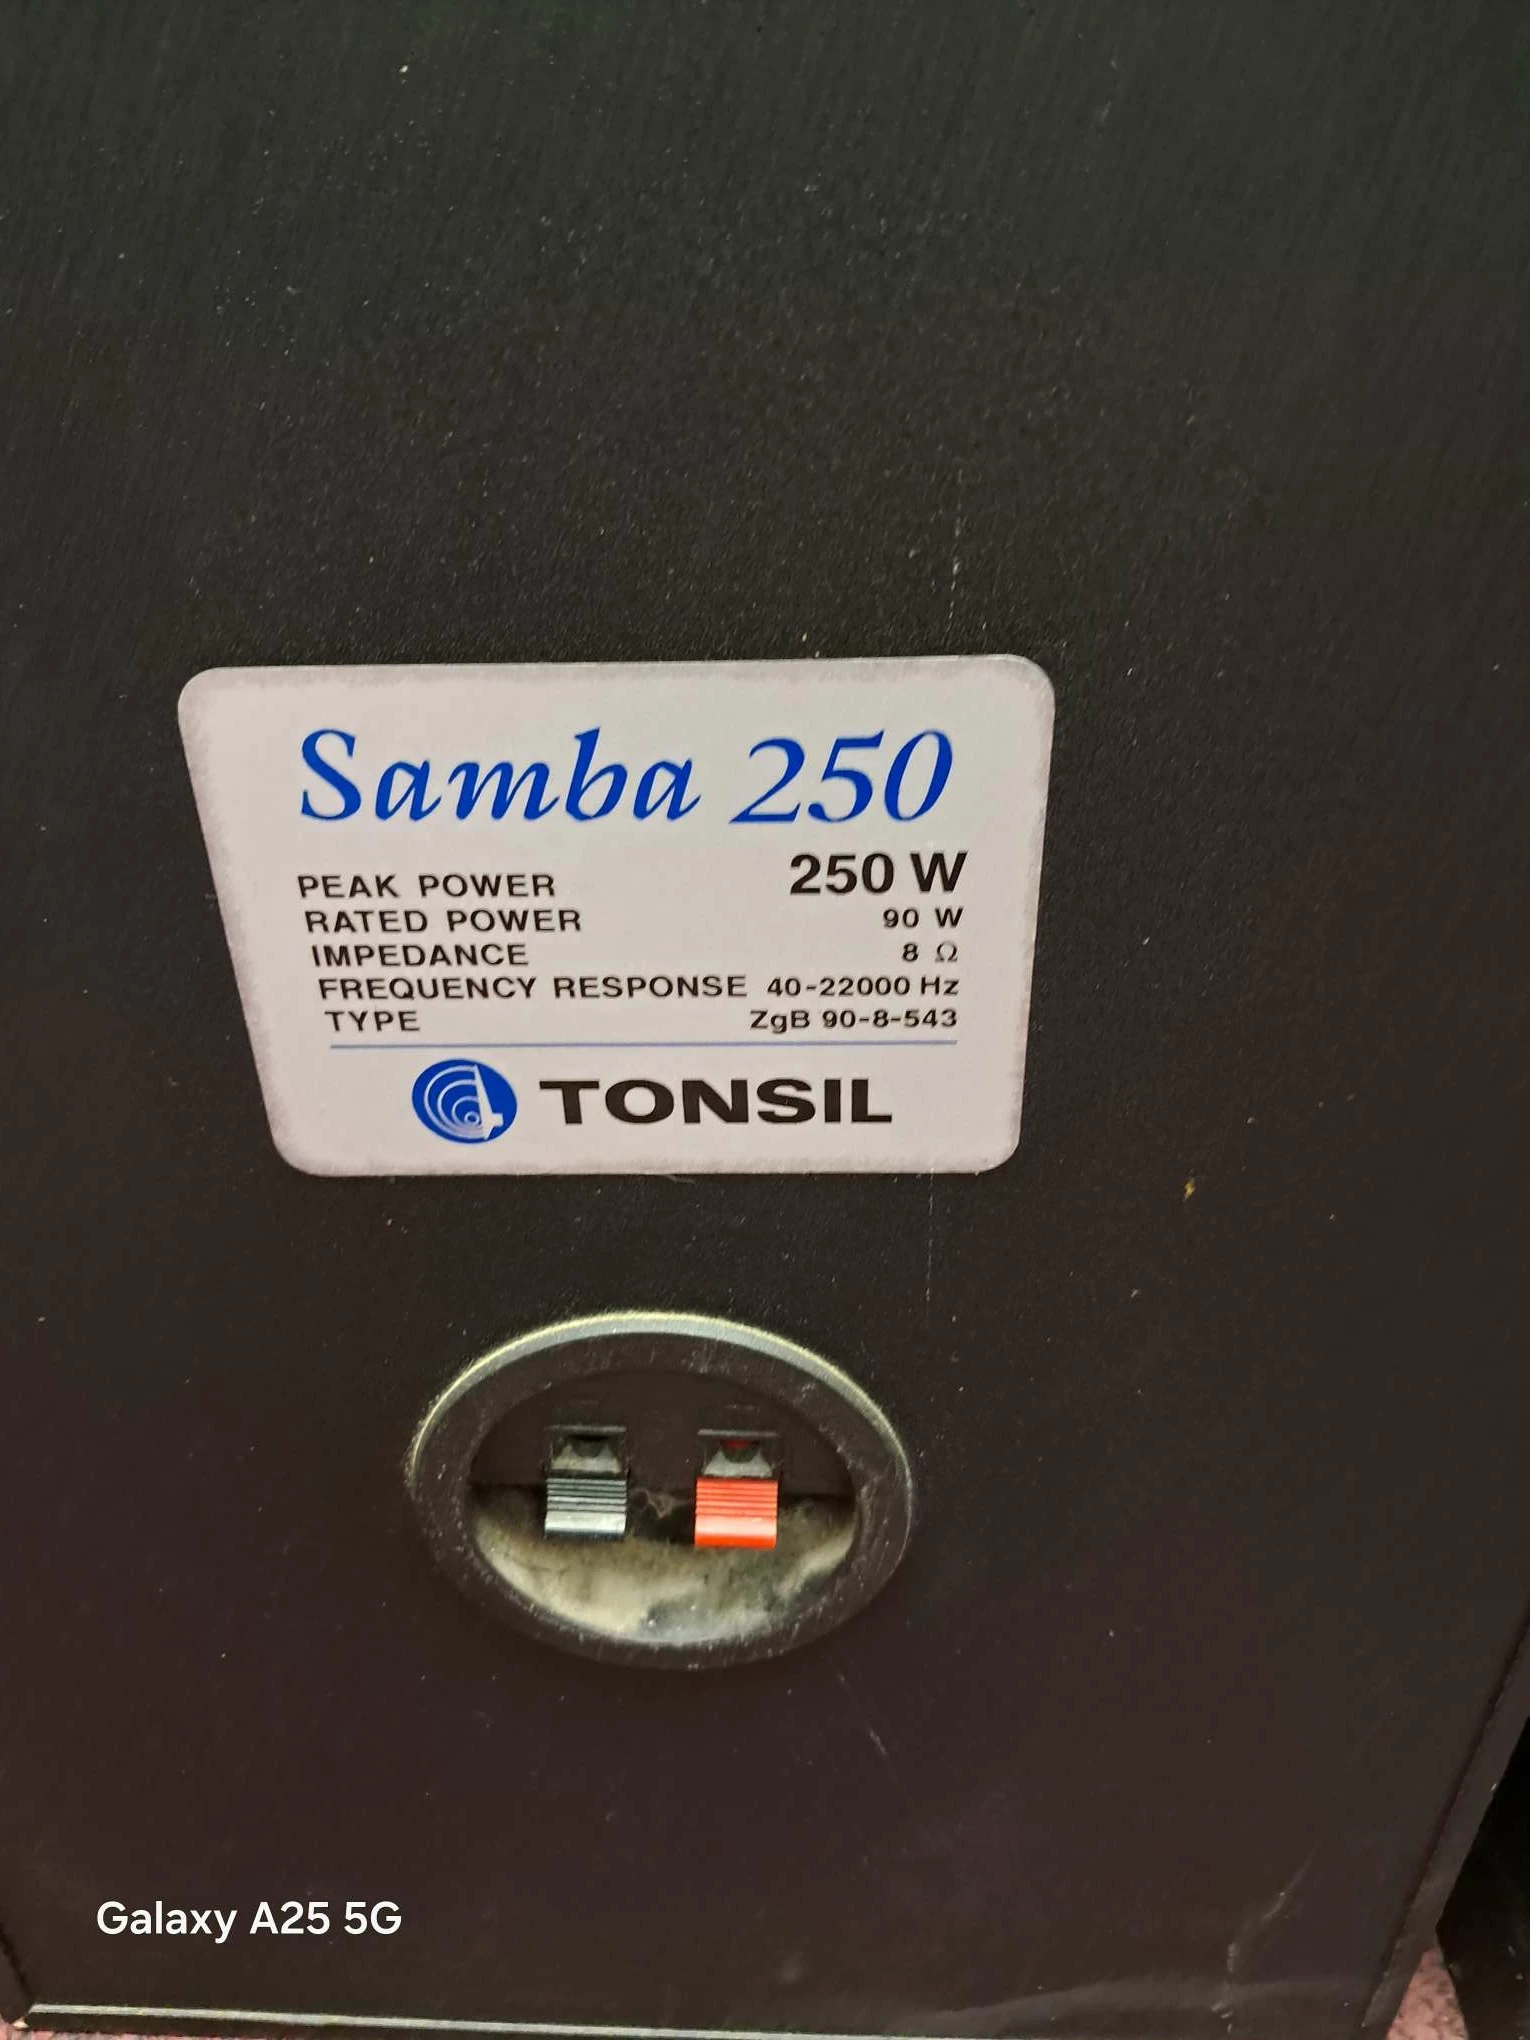 Samba 250
PEAK POWER 250 W
RATED POWER 90 W
IMPEDANCE 8 Ω
FREQUENCY RESPONSE 40-22000 Hz
TYPE ZgB 90-8-543
TONSIL
Galaxy A25 5G